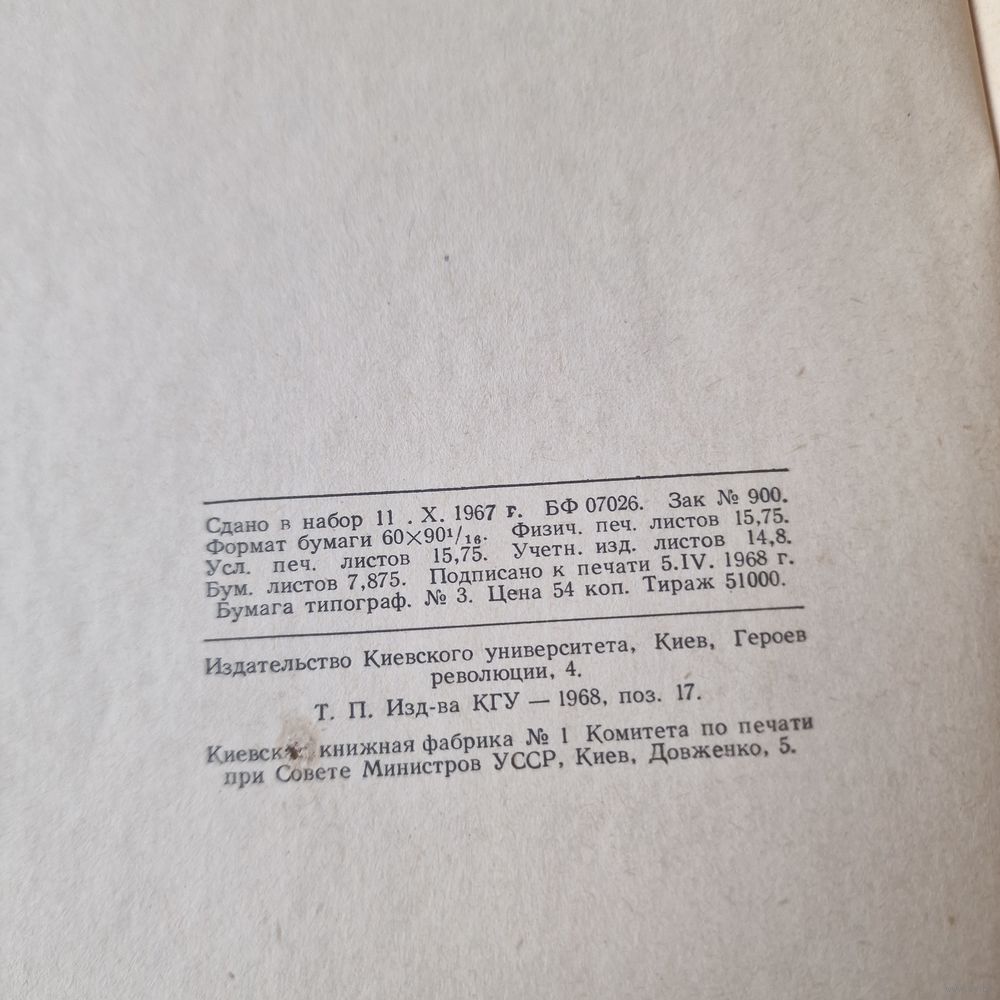 Сдано в набор 11 . X. 1967 г. БФ 07026. Зак № 900.
Формат бумаги 60×90¹/₁₆. Физич. печ. листов 15,75.
Усл. печ. листов 15,75. Учетн. изд. листов 14,8.
Бум. листов 7,875. Подписано к печати 5.IV. 1968 г.
Бумага типограф. № 3. Цена 54 коп. Тираж 51000.
Издательство Киевского университета, Киев, Героев
революции, 4.
Т. П. Изд-ва КГУ — 1968, поз. 17.
книжная фабрика № 1 Комитета по печати
при Совете Министров УССР, Киев, Довженко, 5.